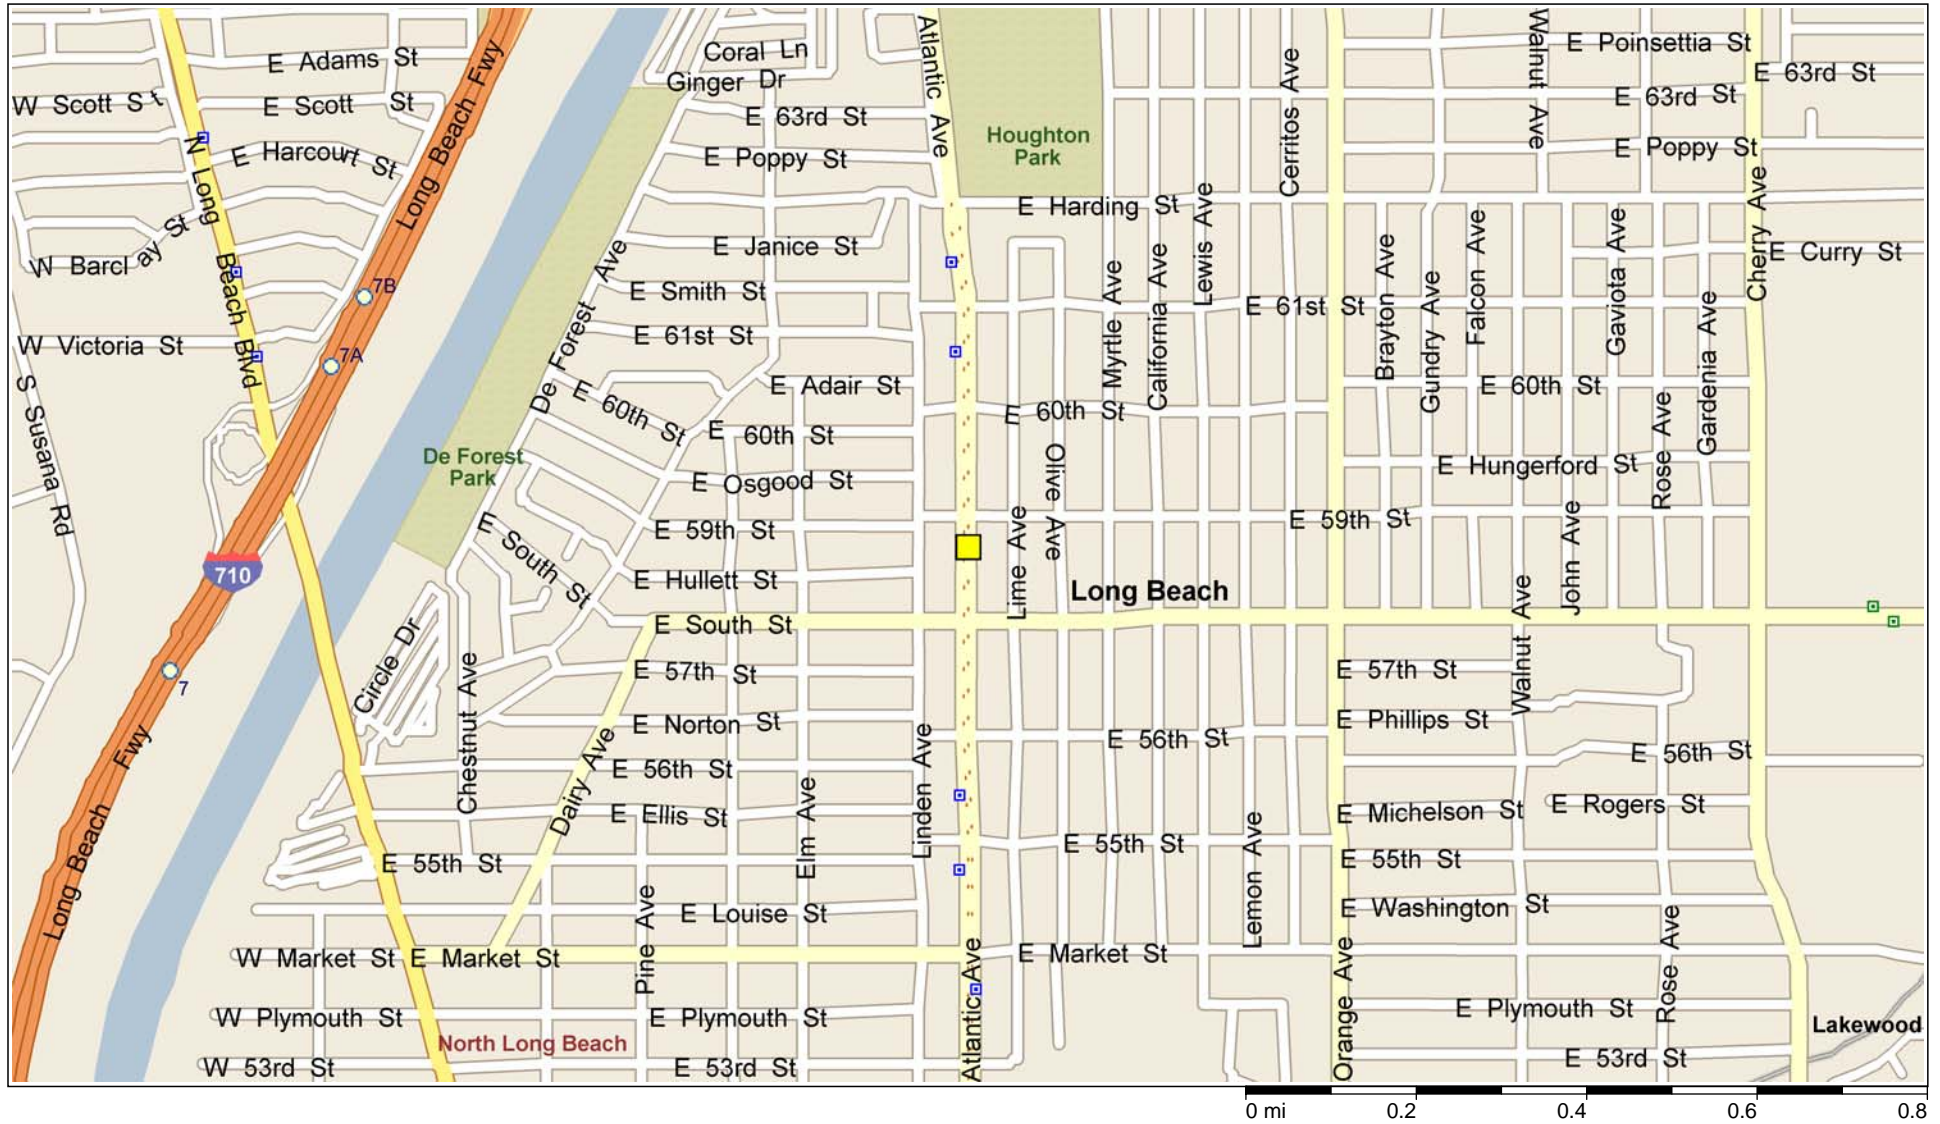 Coral Ln
E Adams St
E Poinsettia St
Ginger Dr
E 63rd St
W Scott St
E Scott St
E 63rd St
E 63rd St
Atlantic Ave
Walnut Ave
Cerritos Ave
Long Beach Fwy
Houghton
Park
E Harcourt St
E Poppy St
E Poppy St
N Long Beach Blvd
E Harding St
Lewis Ave
Cherry Ave
W Barclay St
E Janice St
E Curry St
De Forest Ave
7B
E Smith St
Myrtle Ave
California Ave
E 61st St
Brayton Ave
Gundry Ave
Falcon Ave
Gaviota Ave
Gardenia Ave
W Victoria St
7A
E 61st St
S Susana Rd
E Adair St
E 60th St
E 60th St
E 60th St
E 60th St
De Forest
Park
E Osgood St
Olive Ave
E Hungerford St
Rose Ave
E 59th St
E 59th St
Lime Ave
John Ave
E South St
710
E Hullett St
Long Beach
Walnut Ave
Circle Dr
E South St
7
Chestnut Ave
E 57th St
E 57th St
E Norton St
E Phillips St
Long Beach Fwy
Dairy Ave
E 56th St
Linden Ave
E 56th St
E 56th St
E Ellis St
Elm Ave
E Michelson St
E Rogers St
E 55th St
E 55th St
Lemon Ave
E 55th St
E Louise St
Pine Ave
E Washington St
Rose Ave
W Market St
E Market St
Atlantic Ave
E Market St
Orange Ave
W Plymouth St
E Plymouth St
E Plymouth St
North Long Beach
Lakewood
W 53rd St
E 53rd St
E 53rd St
0 mi 0.2 0.4 0.6 0.8